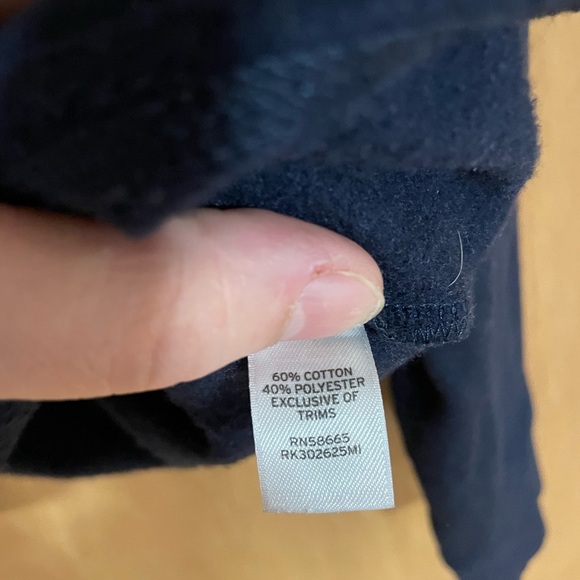 60% COTTON
40% POLYESTER
EXCLUSIVE OF
TRIMS
RN58665
RK302625MI